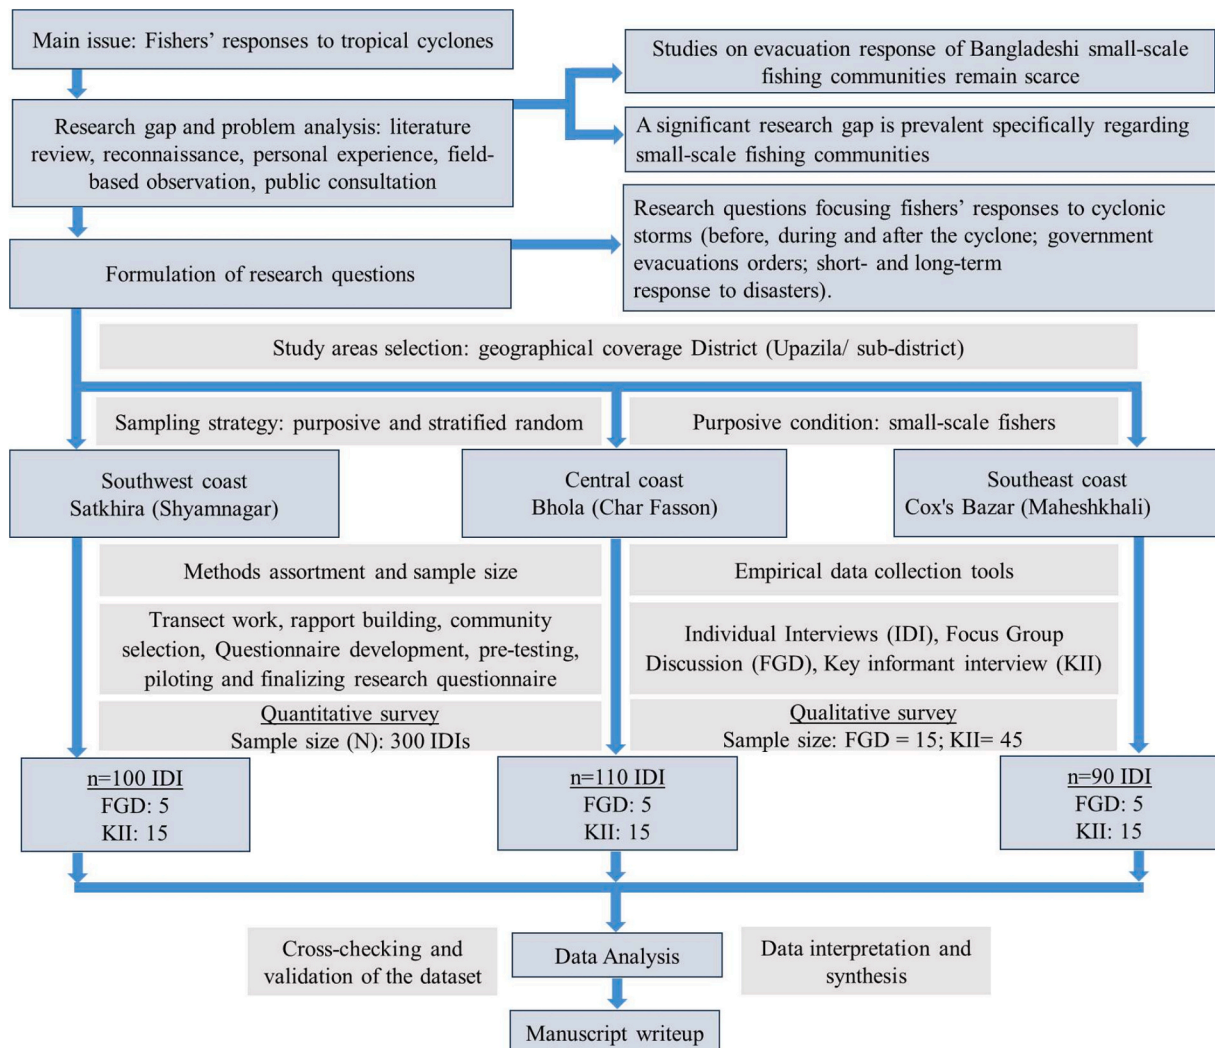 Main issue: Fishers’ responses to tropical cyclones
Studies on evacuation response of Bangladeshi small-scale
fishing communities remain scarce
Research gap and problem analysis: literature
review, reconnaissance, personal experience, field-
based observation, public consultation
A significant research gap is prevalent specifically regarding
small-scale fishing communities
Formulation of research questions
Research questions focusing fishers’ responses to cyclonic
storms (before, during and after the cyclone; government
evacuations orders; short- and long-term
response to disasters).
Study areas selection: geographical coverage District (Upazila/ sub-district)
Sampling strategy: purposive and stratified random
Purposive condition: small-scale fishers
Southwest coast
Satkhira (Shyamnagar)
Central coast
Bhola (Char Fasson)
Southeast coast
Cox's Bazar (Maheshkhali)
Methods assortment and sample size
Empirical data collection tools
Transect work, rapport building, community
selection, Questionnaire development, pre-testing,
piloting and finalizing research questionnaire
Individual Interviews (IDI), Focus Group
Discussion (FGD), Key informant interview (KII)
Quantitative survey
Sample size (N): 300 IDIs
Qualitative survey
Sample size: FGD = 15; KII= 45
n=100 IDI
FGD: 5
KII: 15
n=110 IDI
FGD: 5
KII: 15
n=90 IDI
FGD: 5
KII: 15
Cross-checking and
validation of the dataset
Data Analysis
Data interpretation and
synthesis
Manuscript writeup